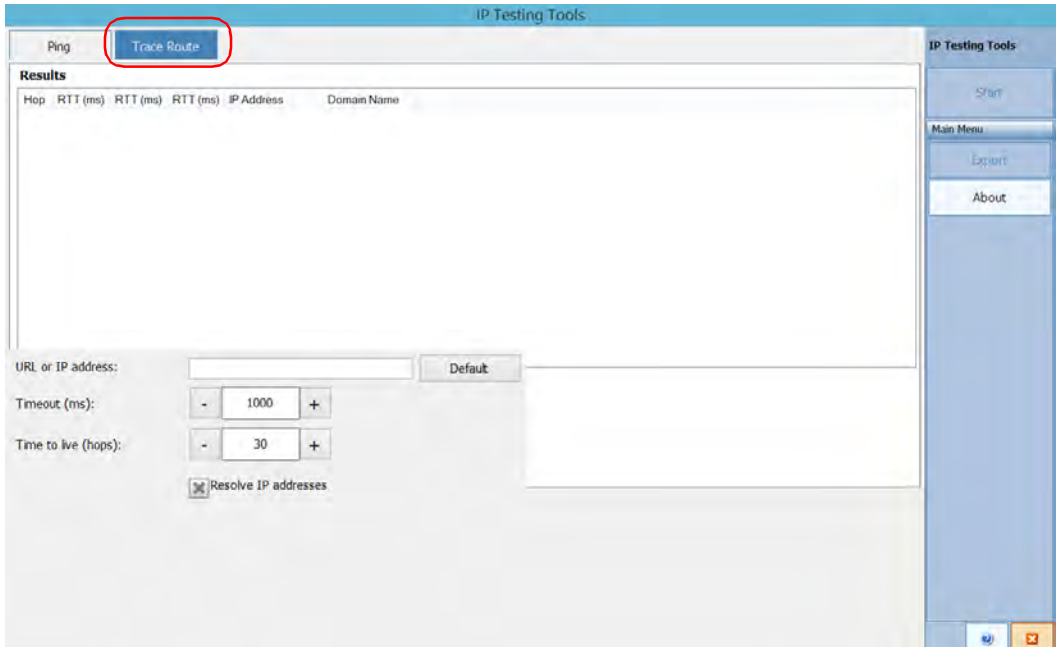 IP Testing Tools
Ping
Trace Route
IP Testing Tools
Results
Hop RTT (ms) RTT (ms) RTT (ms) IP Address Domain Name
Start
Main Menu
Export
About
URL or IP address:
Default
Timeout (ms):
- 1000 +
Time to live (hops):
- 30 +
Resolve IP addresses